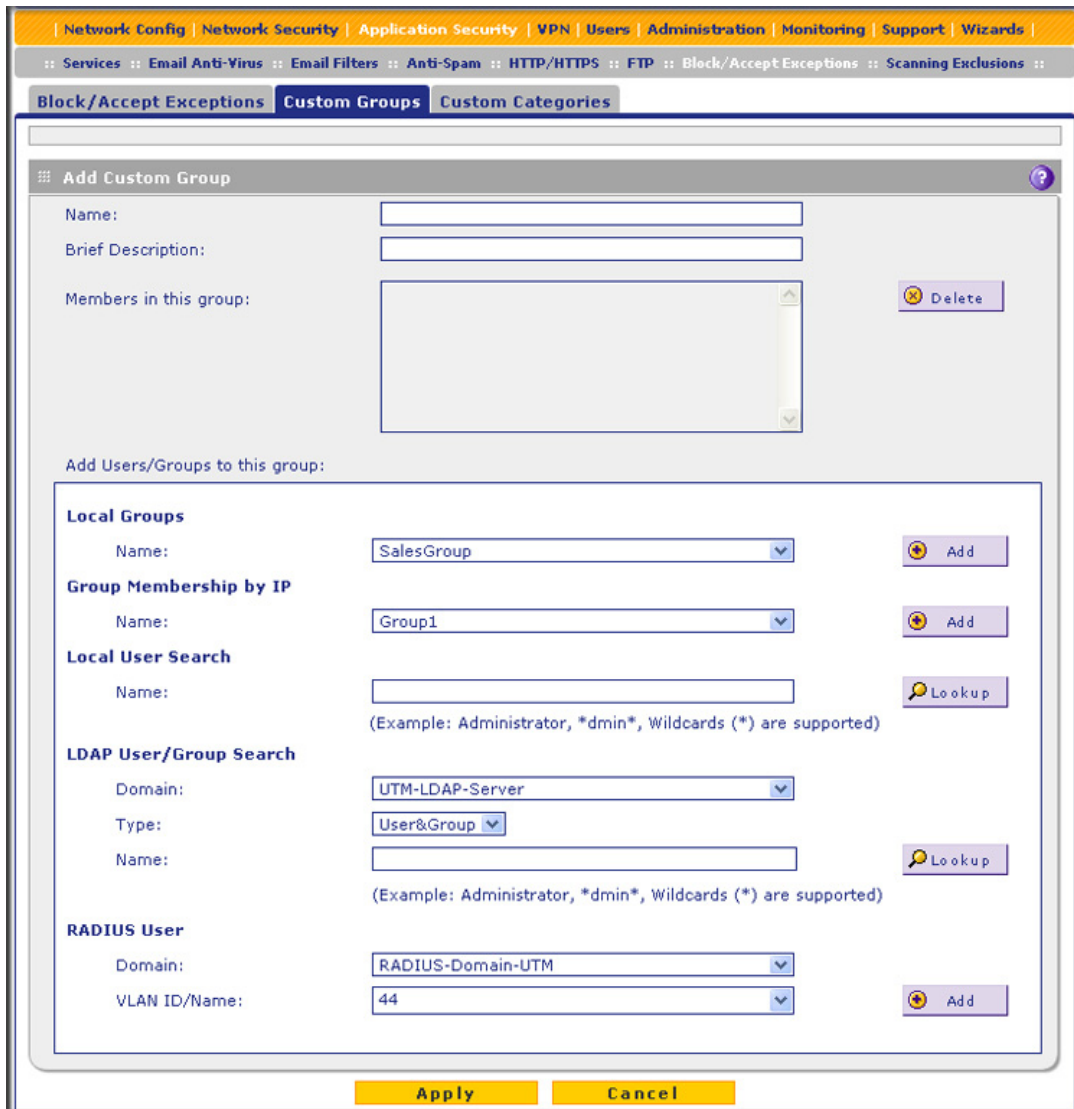 | Network Config | Network Security | Application Security | VPN | Users | Administration | Monitoring | Support | Wizards |
:: Services :: Email Anti-Virus :: Email Filters :: Anti-Spam :: HTTP/HTTPS :: FTP :: Block/Accept Exceptions :: Scanning Exclusions ::
Block/Accept Exceptions Custom Groups Custom Categories
Add Custom Group ?
Name:
Brief Description:
Members in this group: Delete
Add Users/Groups to this group:
Local Groups
Name: SalesGroup Add
Group Membership by IP
Name: Group1 Add
Local User Search
Name: Lookup
(Example: Administrator, *dmin*, Wildcards (*) are supported)
LDAP User/Group Search
Domain: UTM-LDAP-Server
Type: User&Group
Name: Lookup
(Example: Administrator, *dmin*, Wildcards (*) are supported)
RADIUS User
Domain: RADIUS-Domain-UTM
VLAN ID/Name: 44 Add
Apply Cancel